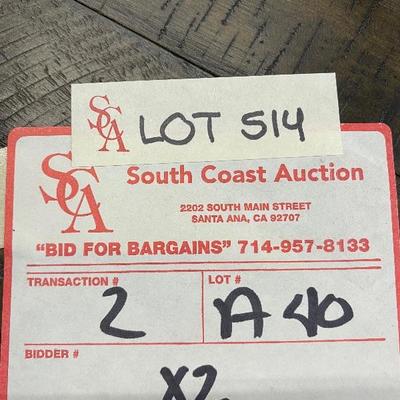 SCA LOT 514
SCA South Coast Auction
2202 SOUTH MAIN STREET
SANTA ANA, CA 92707
"BID FOR BARGAINS" 714-957-8133
TRANSACTION # LOT #
2 A 40
BIDDER #
X2